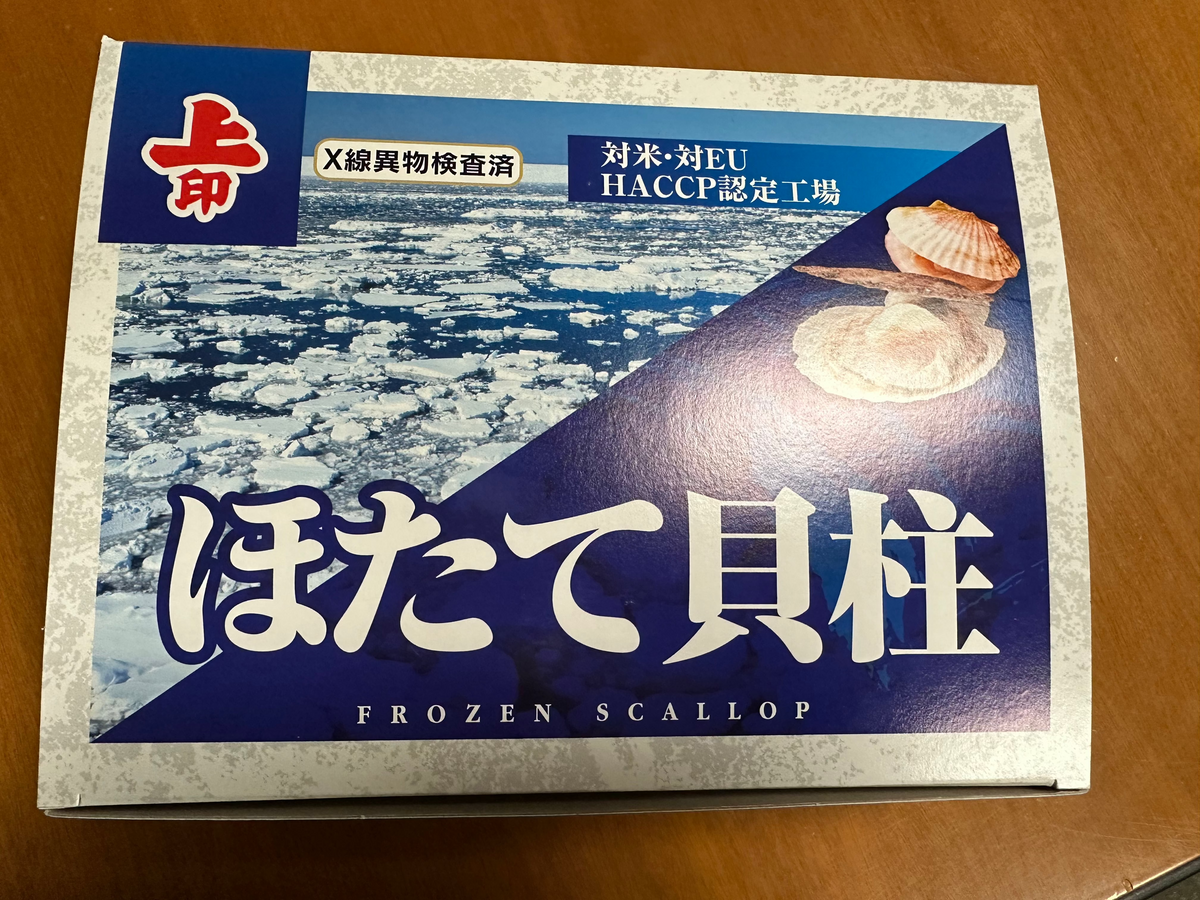 上
印
X線異物検査済
対米・対EU
HACCP認定工場
ほたて貝柱
FROZEN SCALLOP